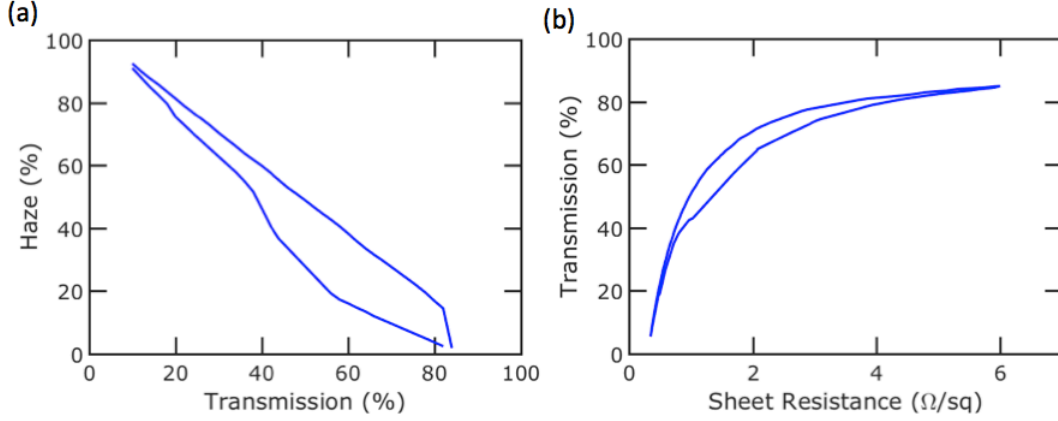 (a)
(b)
100
80
60
40
20
0
Haze (%)
0 20 40 60 80 100
Transmission (%)
100
80
60
40
20
0
Transmission (%)
0 2 4 6
Sheet Resistance (Ω/sq)